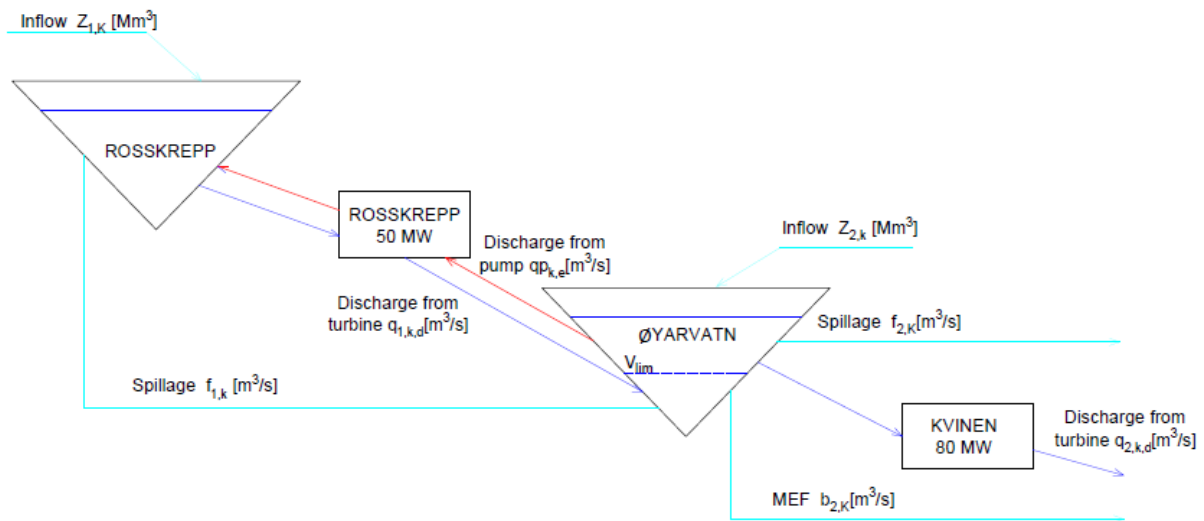 Inflow Z1,K [Mm³]
ROSSKREPP
ROSSKREPP
50 MW
Inflow Z2,k [Mm³]
Discharge from
pump qpk,e[m³/s]
Discharge from
turbine q1,k,d[m³/s]
ØYARVATN
Spillage f2,K[m³/s]
Vlim
Spillage f1,k [m³/s]
KVINEN
80 MW
Discharge from
turbine q2,k,d[m³/s]
MEF b2,K[m³/s]